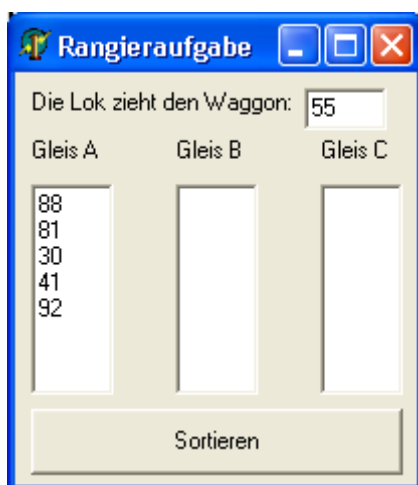 Rangieraufgabe
Die Lok zieht den Waggon: 55
Gleis A Gleis B Gleis C
88
81
30
41
92
Sortieren